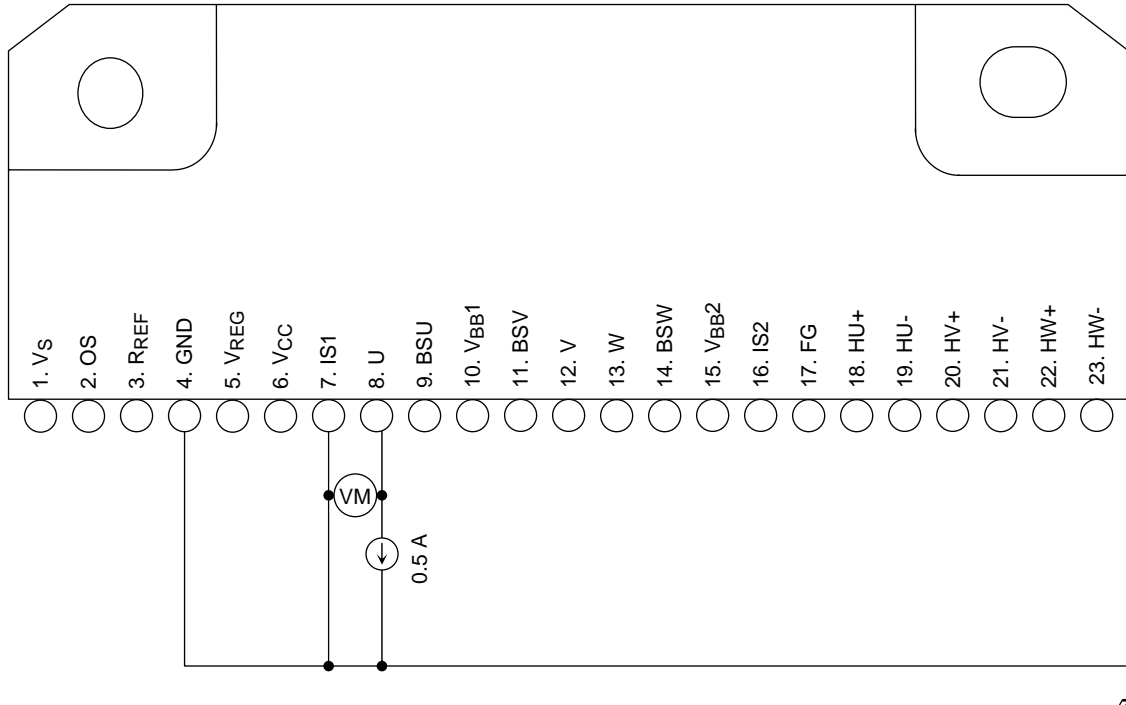 1. VS
2. OS
3. RREF
4. GND
5. VREG
6. VCC
7. IS1
8. U
9. BSU
10. VBB1
11. BSV
12. V
13. W
14. BSW
15. VBB2
16. IS2
17. FG
18. HU+
19. HU-
20. HV+
21. HV-
22. HW+
23. HW-
VM
0.5 A